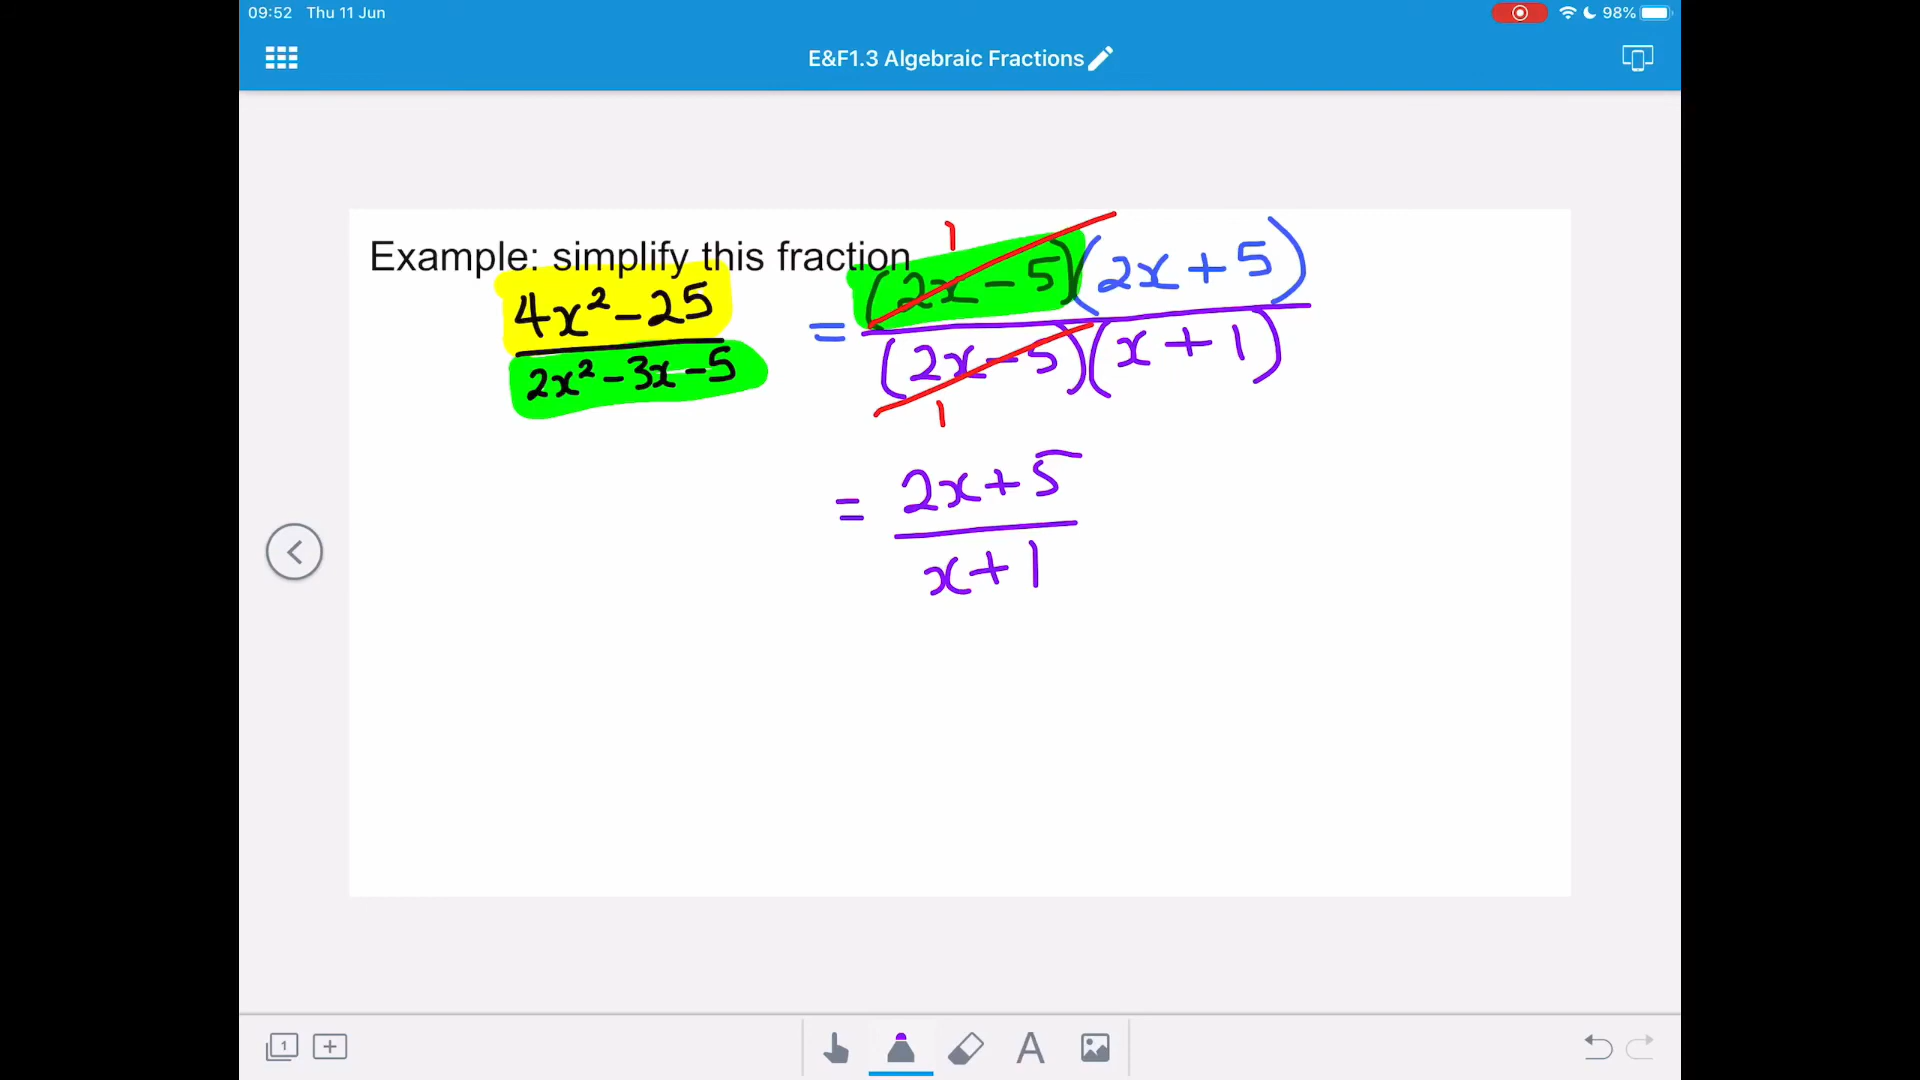 09:52 Thu 11 Jun
98%
E&F1.3 Algebraic Fractions
Example: simplify this fraction
4x² - 25
2x² - 3x - 5
1
= (2x - 5)(2x + 5)
(2x - 5)(x + 1)
1
= 2x + 5
x + 1
1
A